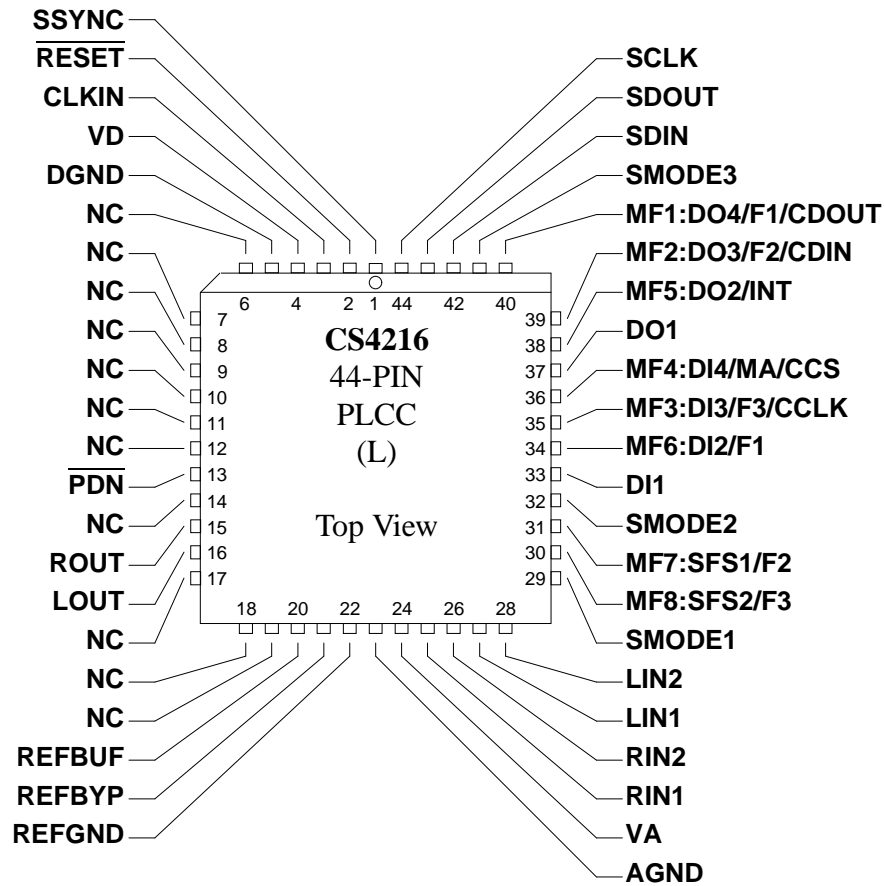 SSYNC
RESET
CLKIN
VD
DGND
NC
NC
NC
NC
NC
NC
NC
PDN
NC
ROUT
LOUT
NC
NC
NC
REFBUF
REFBYP
REFGND
SCLK
SDOUT
SDIN
SMODE3
MF1:DO4/F1/CDOUT
MF2:DO3/F2/CDIN
MF5:DO2/INT
DO1
MF4:DI4/MA/CCS
MF3:DI3/F3/CCLK
MF6:DI2/F1
DI1
SMODE2
MF7:SFS1/F2
MF8:SFS2/F3
SMODE1
LIN2
LIN1
RIN2
RIN1
VA
AGND
6 4 2 1 44 42 40
7
8
9
10
11
12
13
14
15
16
17
39
38
37
36
35
34
33
32
31
30
29
18 20 22 24 26 28
CS4216
44-PIN
PLCC
(L)
Top View